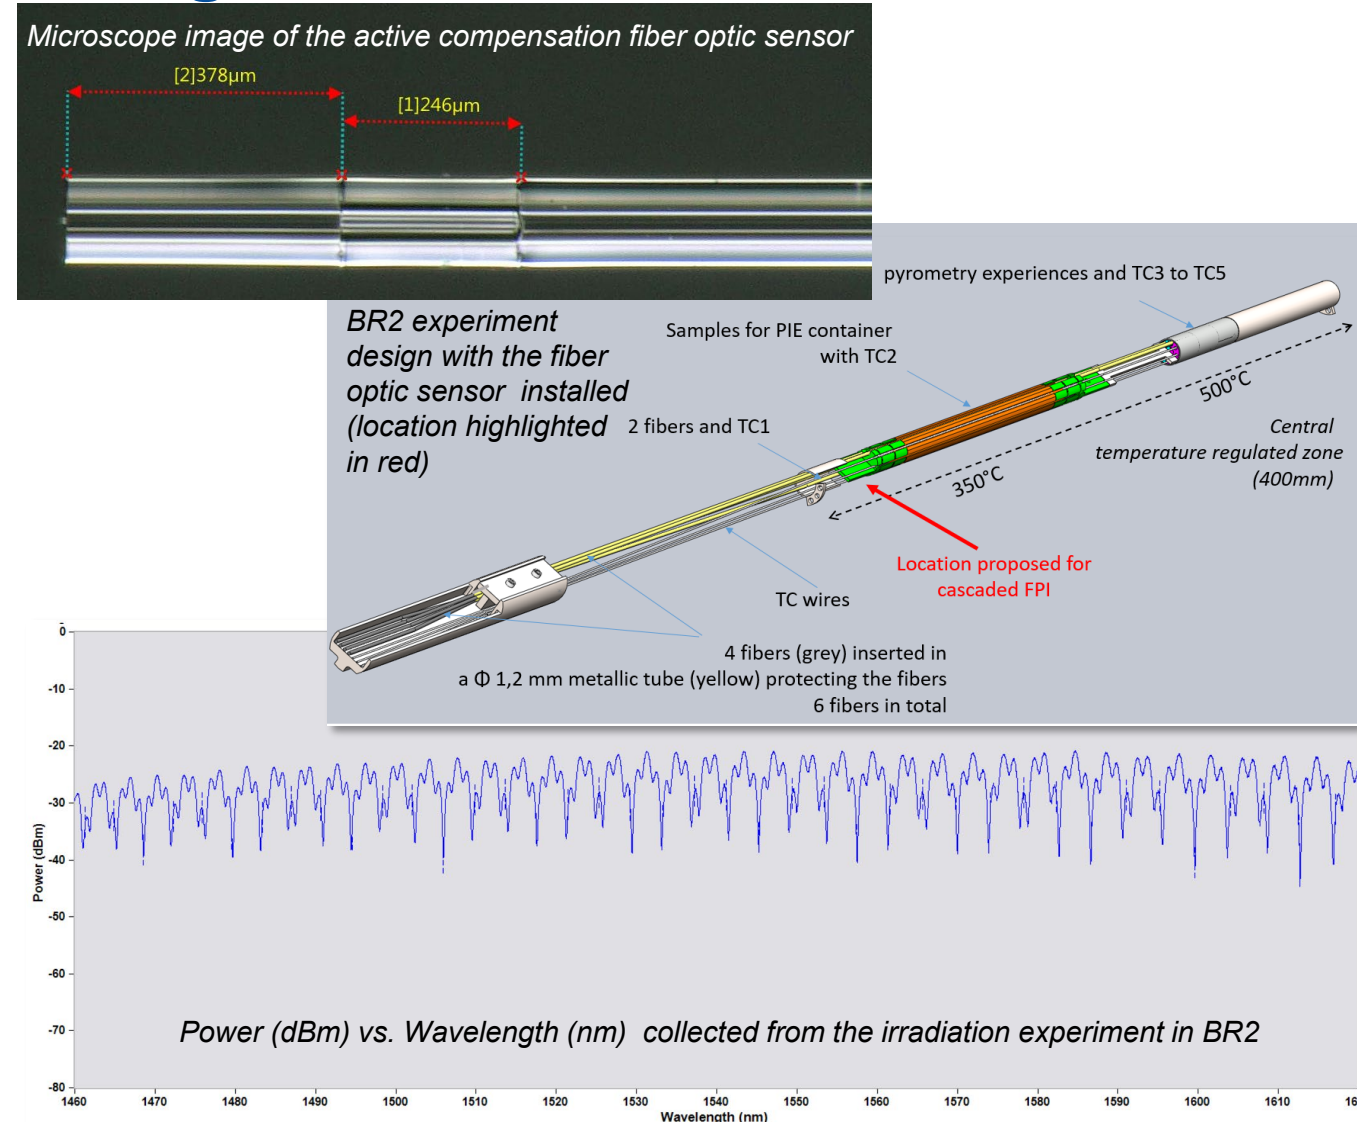 Microscope image of the active compensation fiber optic sensor
[2]378μm
[1]246μm
BR2 experiment
design with the fiber
optic sensor installed
(location highlighted
in red)
pyrometry experiences and TC3 to TC5
Samples for PIE container
with TC2
2 fibers and TC1
500°C
350°C
Central
temperature regulated zone
(400mm)
Location proposed for
cascaded FPI
TC wires
4 fibers (grey) inserted in
a Φ 1,2 mm metallic tube (yellow) protecting the fibers
6 fibers in total
0
-10
-20
-30
-40
-50
-60
-70
-80
Power (dBm)
Power (dBm) vs. Wavelength (nm) collected from the irradiation experiment in BR2
1460 1470 1480 1490 1500 1510 1520 1530 1540 1550 1560 1570 1580 1590 1600 1610
Wavelength (nm)